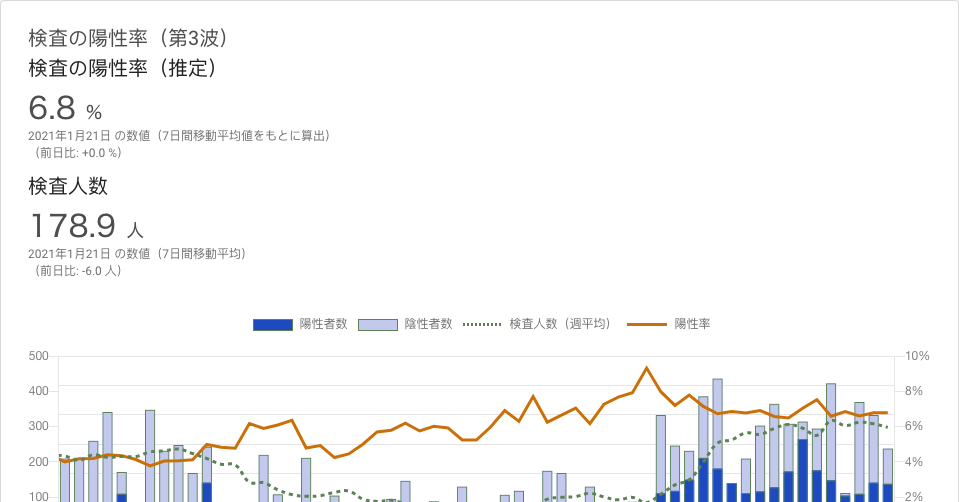 検査の陽性率（第3波）
検査の陽性率（推定）
6.8 %
2021年1月21日 の数値（7日間移動平均値をもとに算出）
（前日比: +0.0 %）
検査人数
178.9 人
2021年1月21日 の数値（7日間移動平均）
（前日比: -6.0 人）
陽性者数 陰性者数 検査人数（週平均） 陽性率
500 10%
400 8%
300 6%
200 4%
100 2%